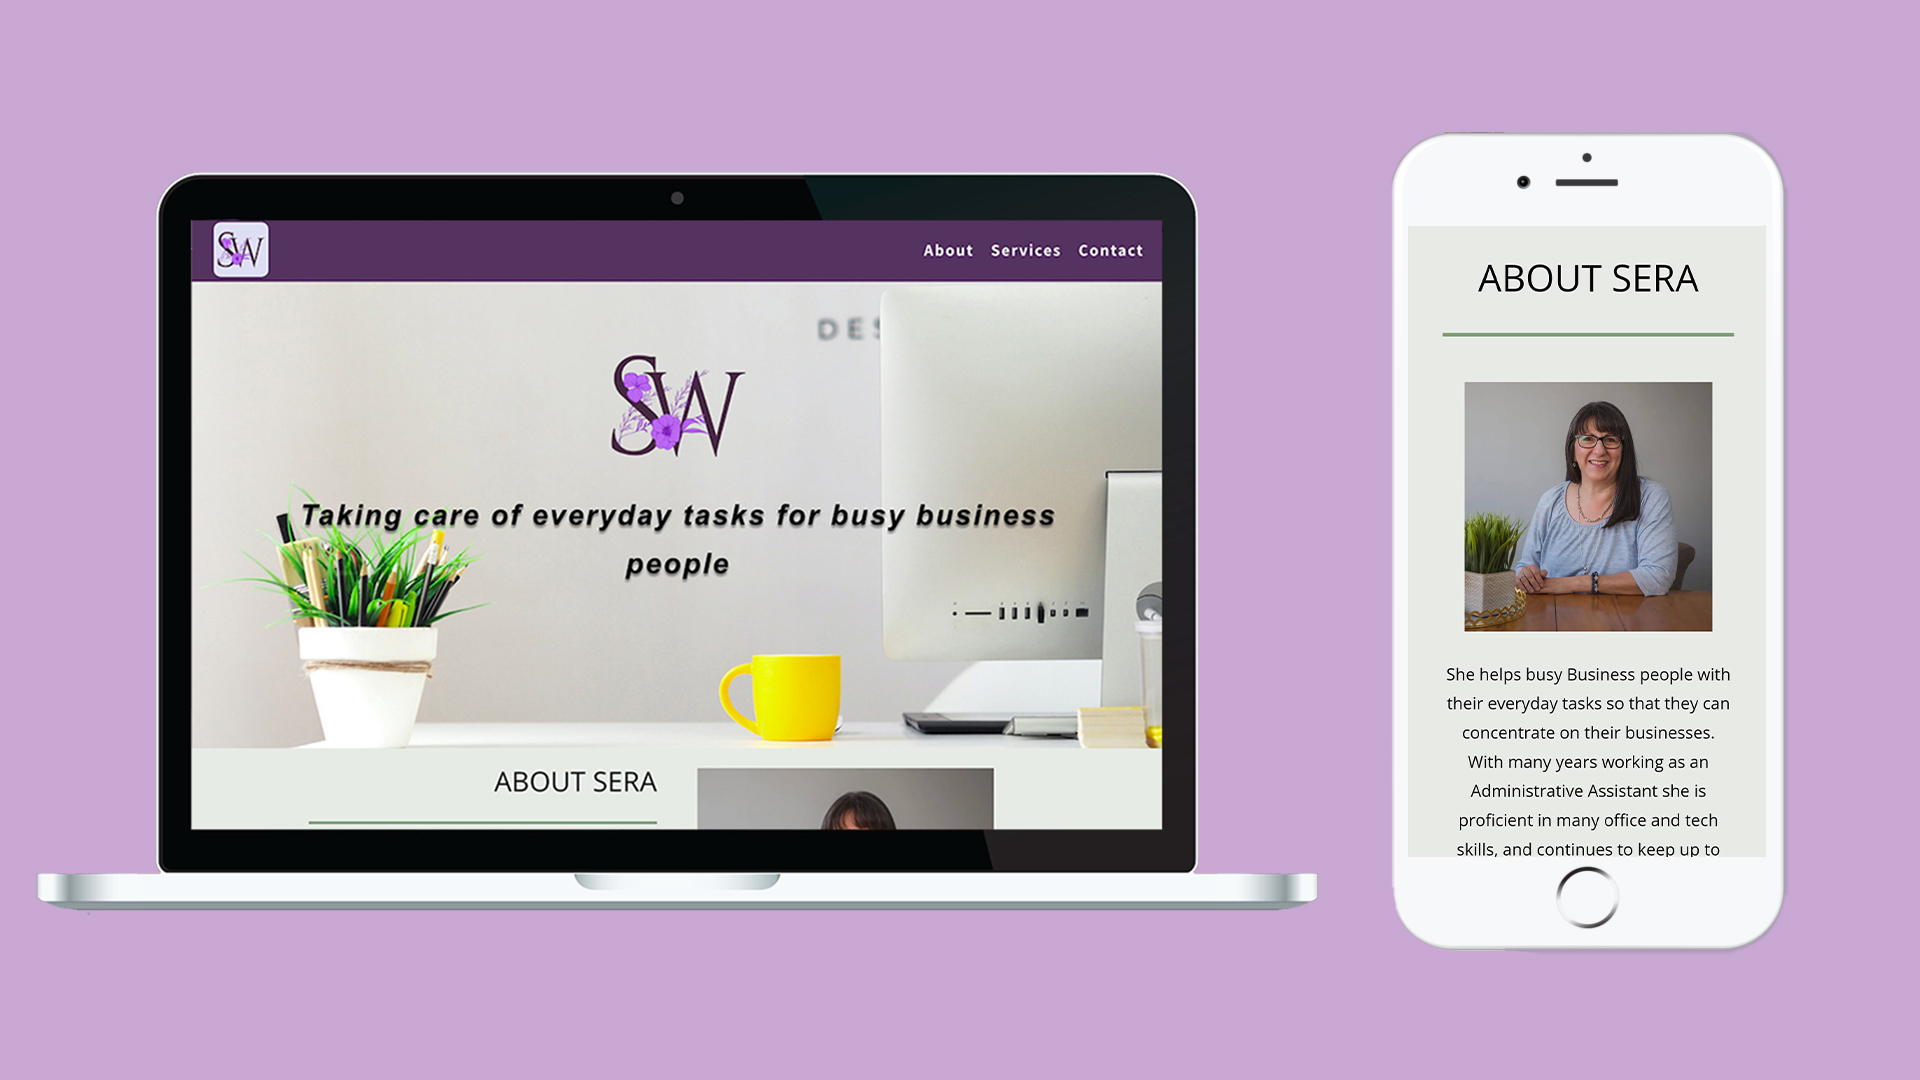 SW
About Services Contact
DES
SW
Taking care of everyday tasks for busy business
people
ABOUT SERA
ABOUT SERA
She helps busy Business people with
their everyday tasks so that they can
concentrate on their businesses.
With many years working as an
Administrative Assistant she is
proficient in many office and tech
skills, and continues to keep up to